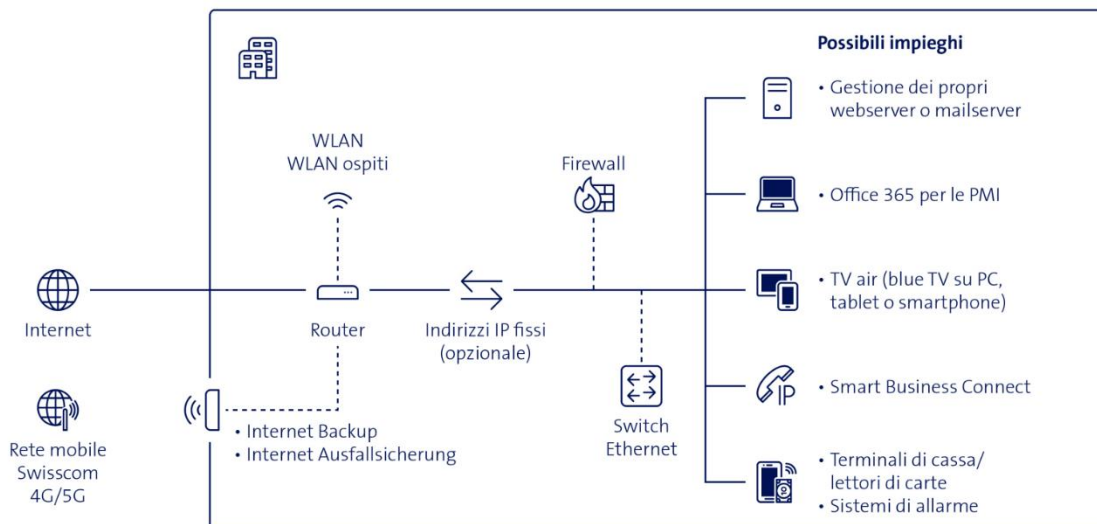 Possibili impieghi
• Gestione dei propri
webserver o mailserver
WLAN
WLAN ospiti
Firewall
• Office 365 per le PMI
• TV air (blue TV su PC,
tablet o smartphone)
Internet
Router
Indirizzi IP fissi
(opzionale)
• Smart Business Connect
IP
Switch
Ethernet
• Internet Backup
• Internet Ausfallsicherung
Rete mobile
Swisscom
4G/5G
• Terminali di cassa/
lettori di carte
• Sistemi di allarme